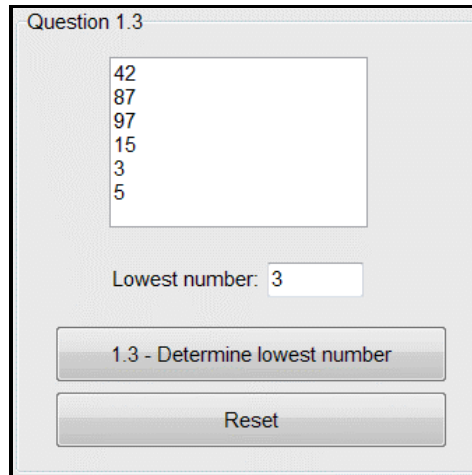 Question 1.3
42
87
97
15
3
5
Lowest number: 3
1.3 - Determine lowest number
Reset